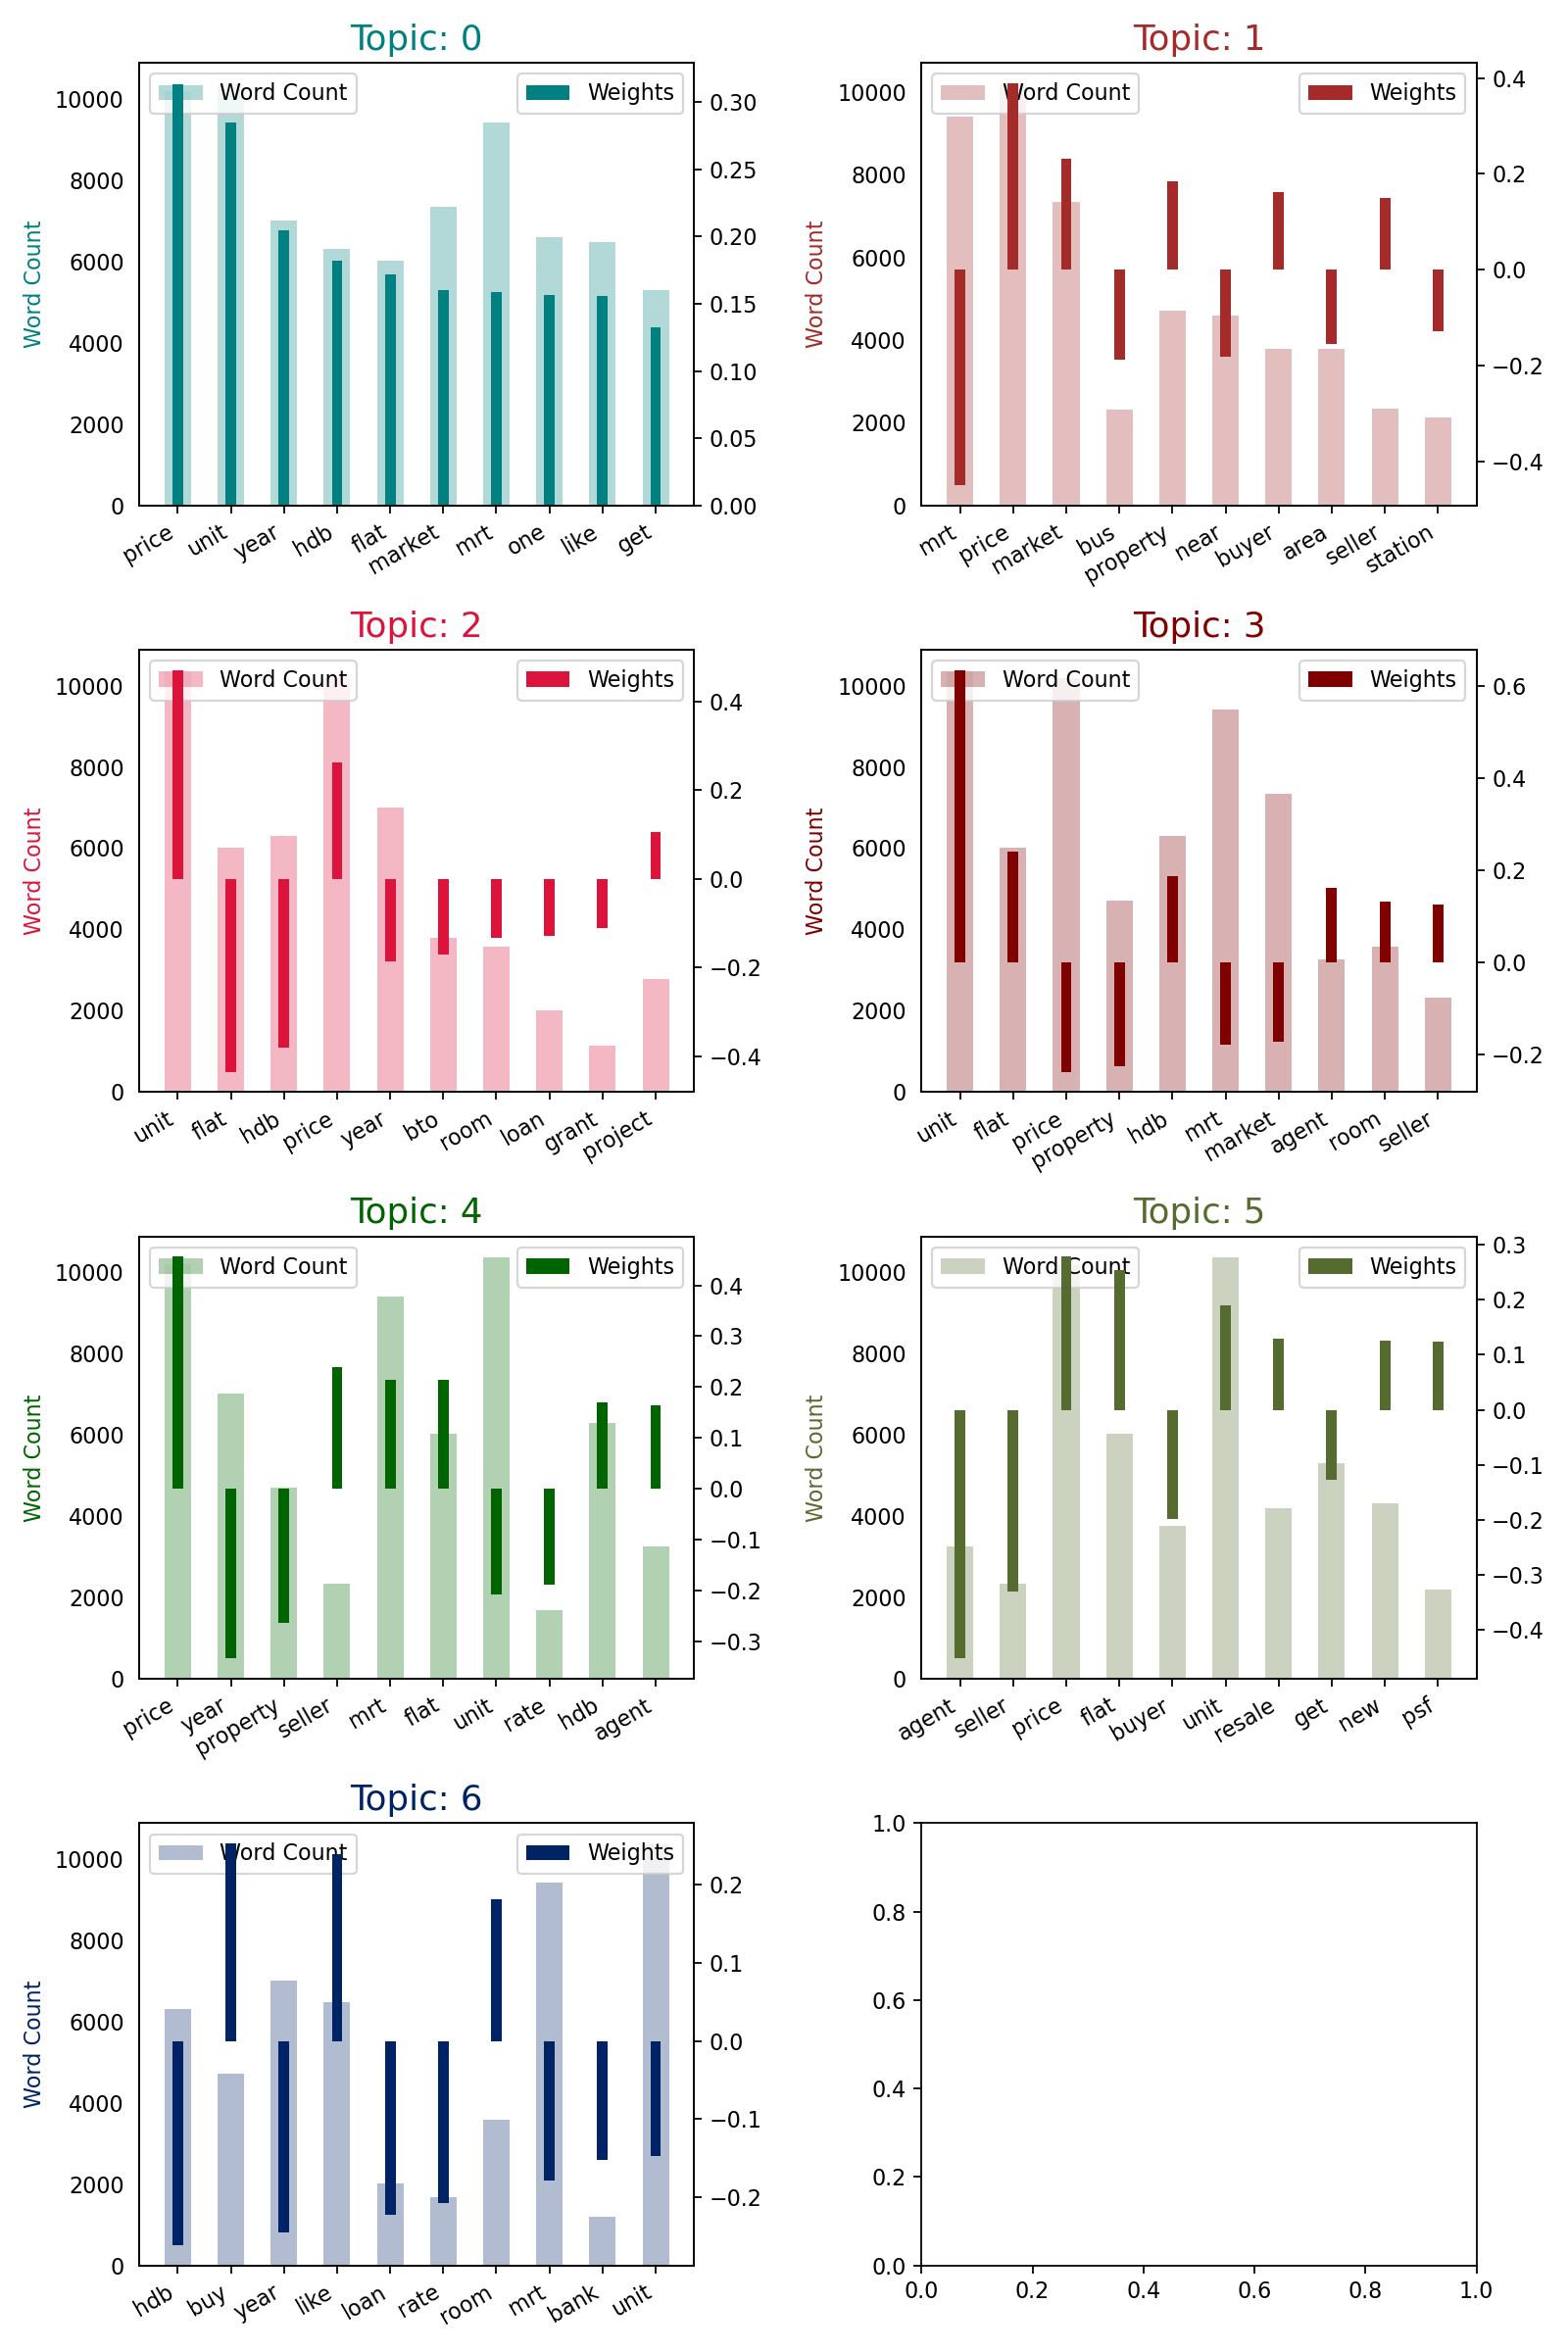 Topic: 0
Word Count
Weights
Word Count
10000
8000
6000
4000
2000
0
0.30
0.25
0.20
0.15
0.10
0.05
0.00
price unit year hdb flat market mrt one like get
Topic: 1
Word Count
Weights
Word Count
10000
8000
6000
4000
2000
0
0.4
0.2
0.0
−0.2
−0.4
mrt price market bus property near buyer area seller station
Topic: 2
Word Count
Weights
Word Count
10000
8000
6000
4000
2000
0
0.4
0.2
0.0
−0.2
−0.4
unit flat hdb price year bto room loan grant project
Topic: 3
Word Count
Weights
Word Count
10000
8000
6000
4000
2000
0
0.6
0.4
0.2
0.0
−0.2
unit flat price property hdb mrt market agent room seller
Topic: 4
Word Count
Weights
Word Count
10000
8000
6000
4000
2000
0
0.4
0.3
0.2
0.1
0.0
−0.1
−0.2
−0.3
price year property seller mrt flat unit rate hdb agent
Topic: 5
Word Count
Weights
Word Count
10000
8000
6000
4000
2000
0
0.3
0.2
0.1
0.0
−0.1
−0.2
−0.3
−0.4
agent seller price flat buyer unit resale get new psf
Topic: 6
Word Count
Weights
Word Count
10000
8000
6000
4000
2000
0
0.2
0.1
0.0
−0.1
−0.2
hdb buy year like loan rate room mrt bank unit
1.0
0.8
0.6
0.4
0.2
0.0
0.0 0.2 0.4 0.6 0.8 1.0